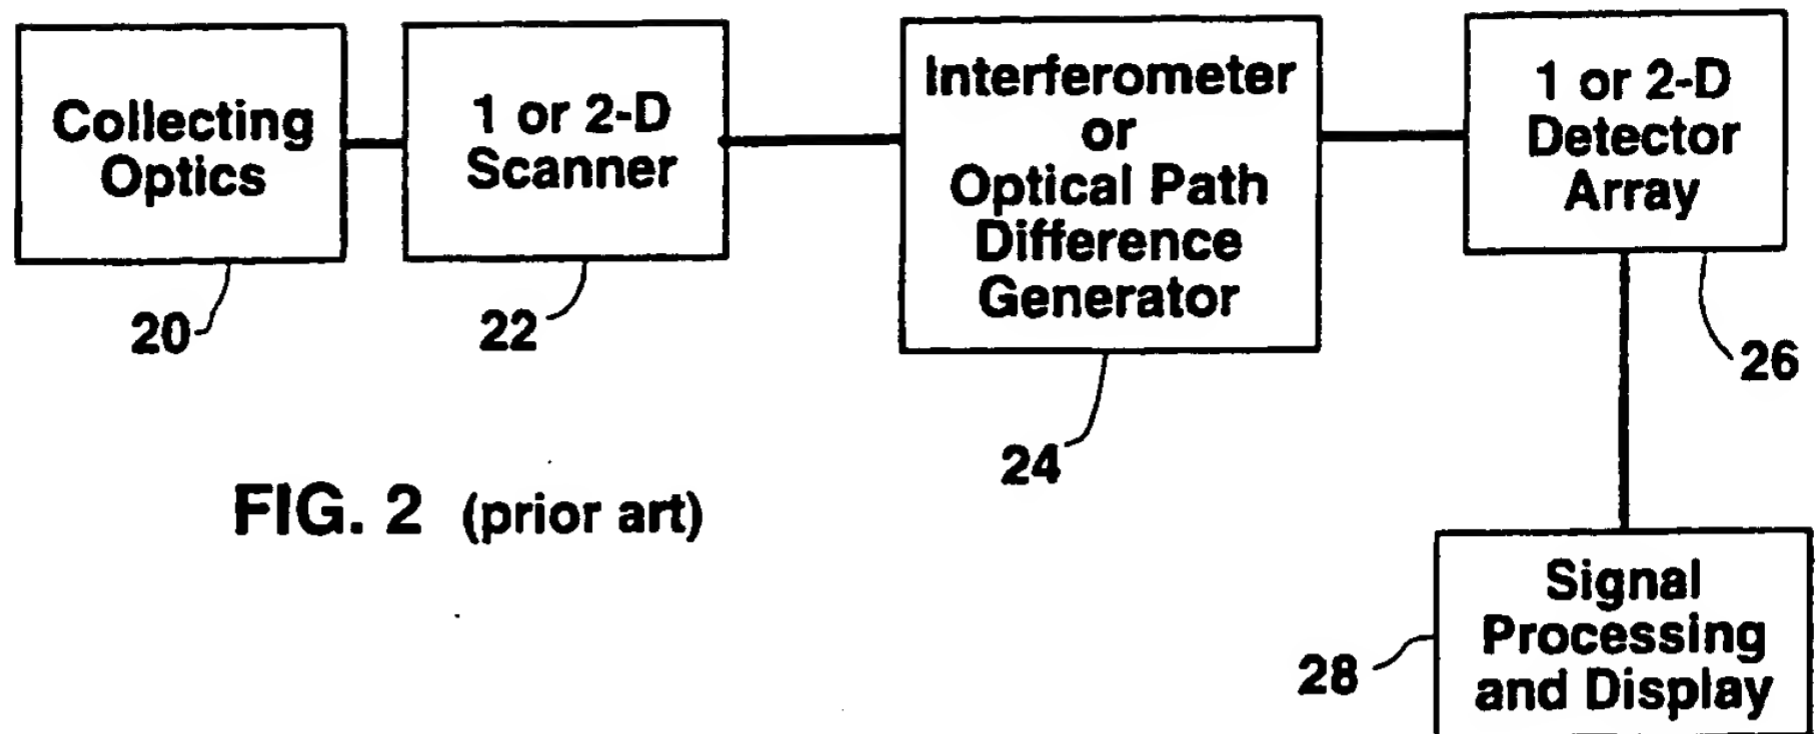 Collecting
Optics
20
1 or 2-D
Scanner
22
Interferometer
or
Optical Path
Difference
Generator
24
1 or 2-D
Detector
Array
26
Signal
Processing
and Display
28
FIG. 2 (prior art)